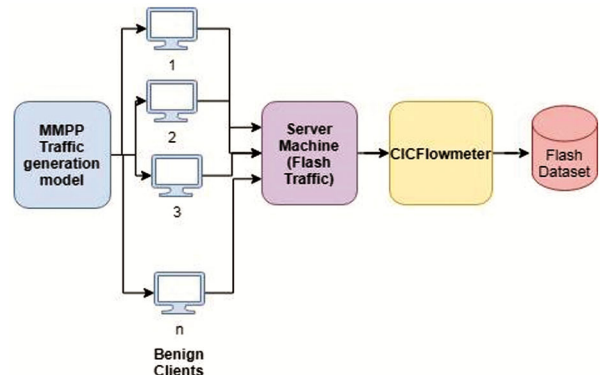 MMPP
Traffic
generation
model
1
2
3
n
Benign
Clients
Server
Machine
(Flash
Traffic)
CICFlowmeter
Flash
Dataset